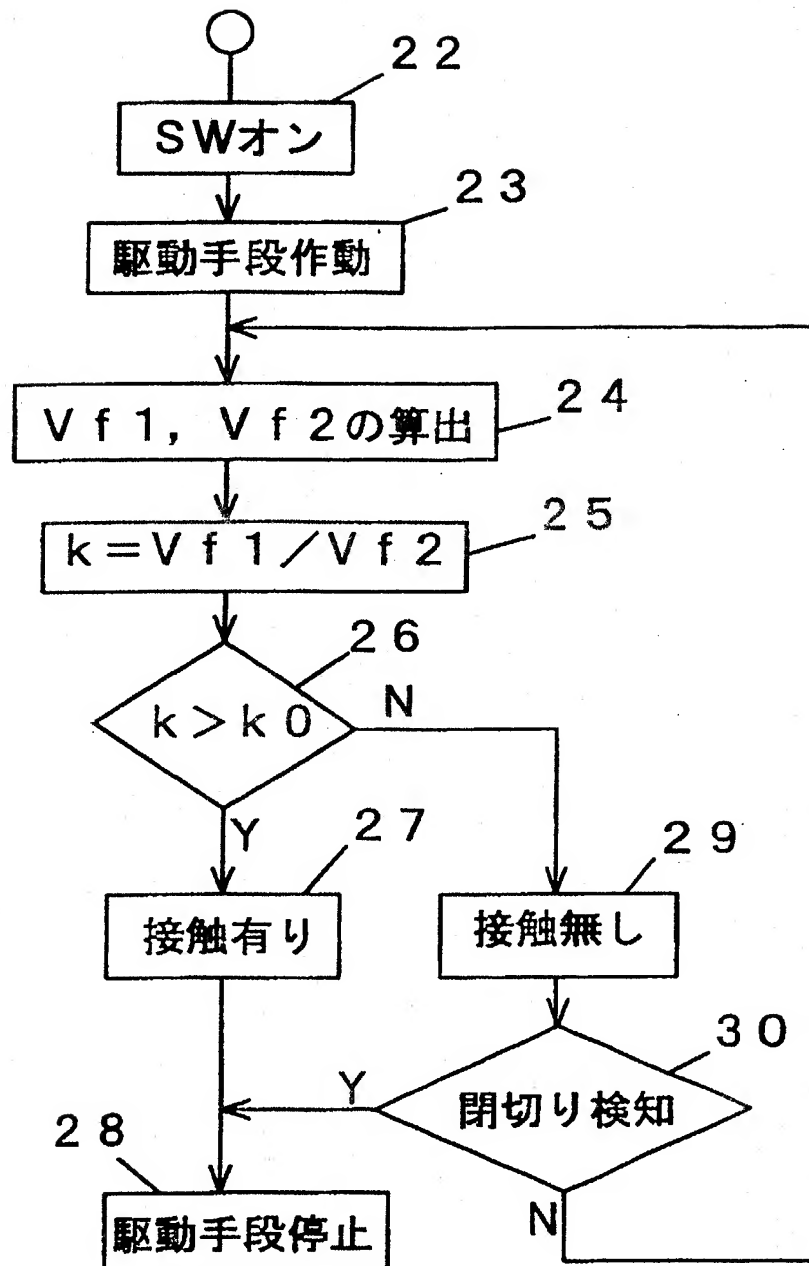 ２２
ＳＷオン
２３
駆動手段作動
２４
Ｖｆ１，Ｖｆ２の算出
２５
ｋ＝Ｖｆ１／Ｖｆ２
２６
ｋ＞ｋ０
N
Y
２７
接触有り
２９
接触無し
３０
閉切り検知
Y
N
２８
駆動手段停止